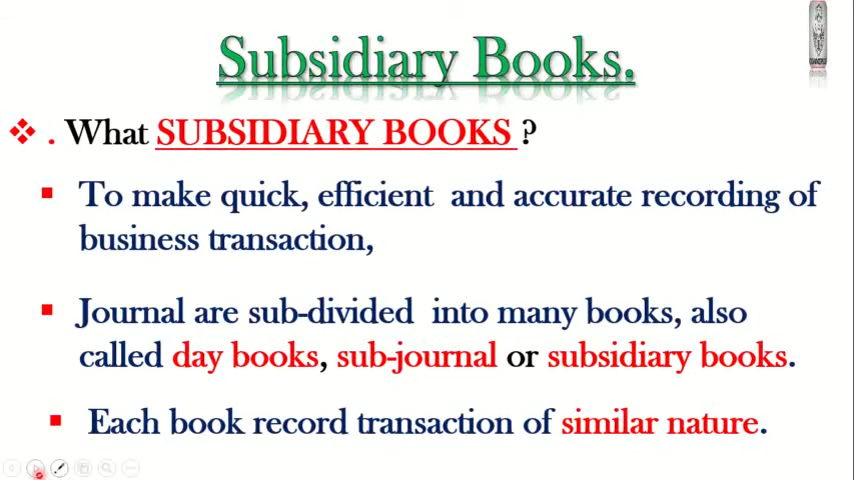 Subsidiary Books.
. What SUBSIDIARY BOOKS ?
To make quick, efficient and accurate recording of
business transaction,
Journal are sub-divided into many books, also
called day books, sub-journal or subsidiary books.
Each book record transaction of similar nature.